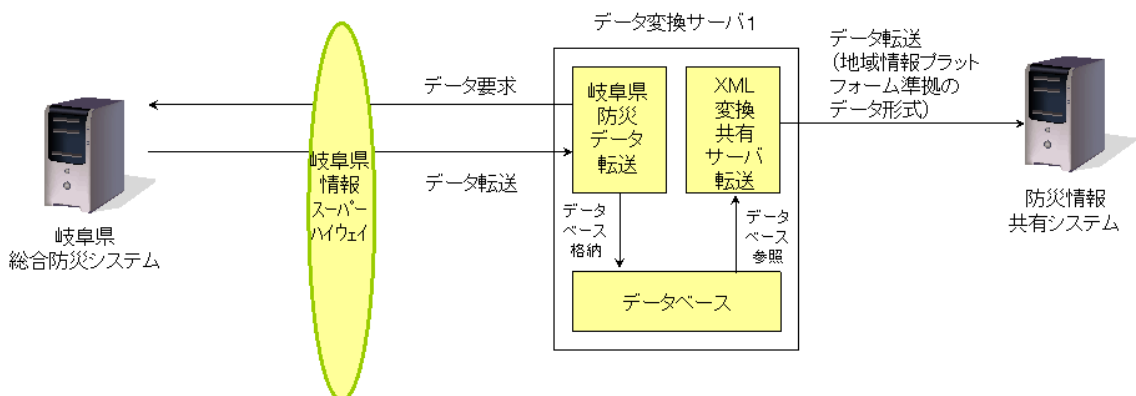 データ変換サーバ1
データ要求
データ転送
岐阜県
情報
スーパー
ハイウェイ
岐阜県
総合防災システム
岐阜県
防災
データ
転送
XML
変換
共有
サーバ
転送
データ
ベース
格納
データ
ベース
参照
データベース
データ転送
(地域情報プラット
フォーム準拠の
データ形式)
防災情報
共有システム